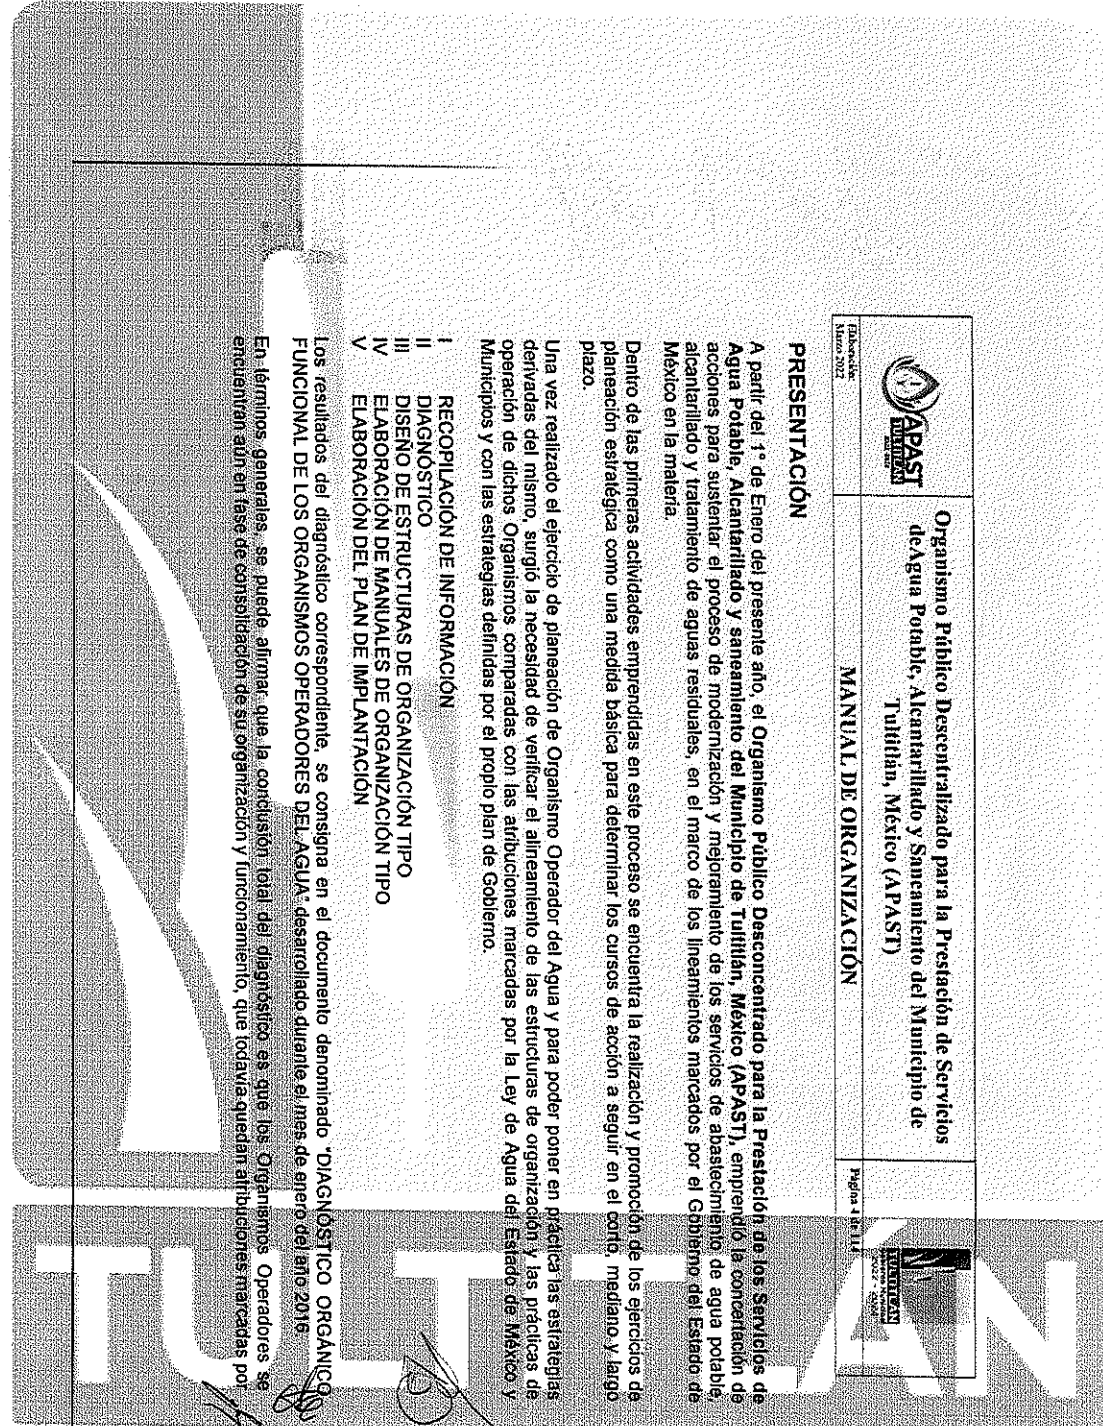 APAST
TULTITLÁN
Organismo Público Descentralizado para la Prestación de Servicios
de Agua Potable, Alcantarillado y Saneamiento del Municipio de
Tultitlán, México (APAST)
TULTITLÁN
2022 - 2024
Elaboración:
Marzo 2022
MANUAL DE ORGANIZACIÓN
Página 4 de 114
PRESENTACIÓN
A partir del 1° de Enero del presente año, el Organismo Público Desconcentrado para la Prestación de los Servicios de
Agua Potable, Alcantarillado y saneamiento del Municipio de Tultitlán, México (APAST), emprendió la concertación de
acciones para sustentar el proceso de modernización y mejoramiento de los servicios de abastecimiento de agua potable,
alcantarillado y tratamiento de aguas residuales, en el marco de los lineamientos marcados por el Gobierno del Estado de
México en la materia.
Dentro de las primeras actividades emprendidas en este proceso se encuentra la realización y promoción de los ejercicios de
planeación estratégica como una medida básica para determinar los cursos de acción a seguir en el corto, mediano y largo
plazo.
Una vez realizado el ejercicio de planeación de Organismo Operador del Agua y para poder poner en práctica las estrategias
derivadas del mismo, surgió la necesidad de verificar el alineamiento de las estructuras de organización y las prácticas de
operación de dichos Organismos comparadas con las atribuciones marcadas por la Ley de Agua del Estado de México y
Municipios y con las estrategias definidas por el propio plan de Gobierno.
I RECOPILACIÓN DE INFORMACIÓN
II DIAGNÓSTICO
III DISEÑO DE ESTRUCTURAS DE ORGANIZACIÓN TIPO
IV ELABORACIÓN DE MANUALES DE ORGANIZACIÓN TIPO
V ELABORACIÓN DEL PLAN DE IMPLANTACIÓN
Los resultados del diagnóstico correspondiente, se consigna en el documento denominado "DIAGNÓSTICO ORGÁNICO
FUNCIONAL DE LOS ORGANISMOS OPERADORES DEL AGUA" desarrollado durante el mes de enero del año 2016
En términos generales, se puede afirmar que la conclusión total del diagnóstico es que los Organismos Operadores se
encuentran aún en fase de consolidación de su organización y funcionamiento, que todavía quedan atribuciones marcadas por
TULTITLÁN